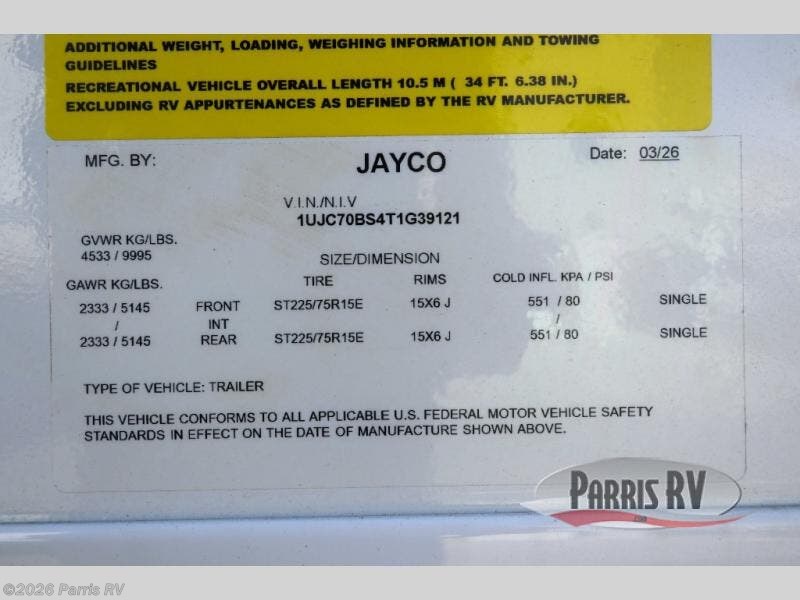 ADDITIONAL WEIGHT, LOADING, WEIGHING INFORMATION AND TOWING
GUIDELINES
RECREATIONAL VEHICLE OVERALL LENGTH 10.5 M ( 34 FT. 6.38 IN.)
EXCLUDING RV APPURTENANCES AS DEFINED BY THE RV MANUFACTURER.
MFG. BY: JAYCO Date: 03/26
V.I.N./N.I.V
1UJC70BS4T1G39121
GVWR KG/LBS.
4533 / 9995
SIZE/DIMENSION
GAWR KG/LBS. TIRE RIMS COLD INFL. KPA / PSI
2333 / 5145 FRONT ST225/75R15E 15X6 J 551 / 80 SINGLE
/ INT /
2333 / 5145 REAR ST225/75R15E 15X6 J 551 / 80 SINGLE
TYPE OF VEHICLE: TRAILER
THIS VEHICLE CONFORMS TO ALL APPLICABLE U.S. FEDERAL MOTOR VEHICLE SAFETY
STANDARDS IN EFFECT ON THE DATE OF MANUFACTURE SHOWN ABOVE.
PARRIS RV
©2026 Parris RV